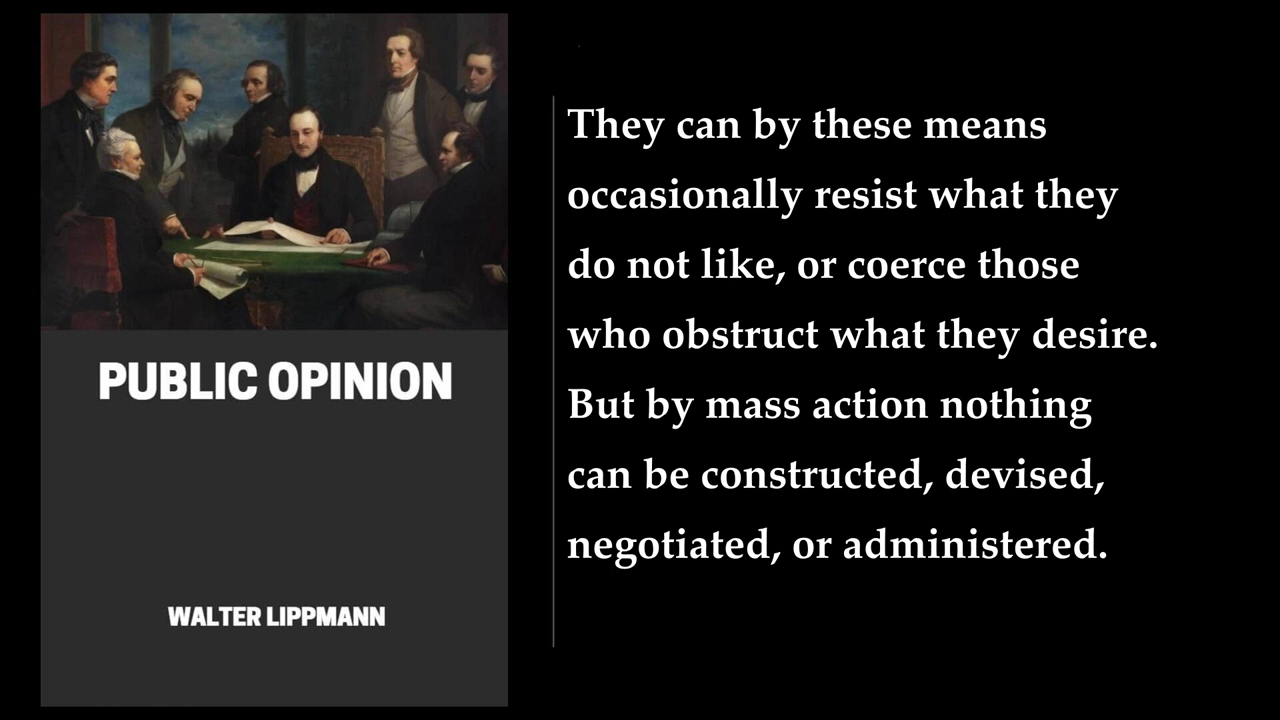 PUBLIC OPINION
WALTER LIPPMANN
They can by these means
occasionally resist what they
do not like, or coerce those
who obstruct what they desire.
But by mass action nothing
can be constructed, devised,
negotiated, or administered.